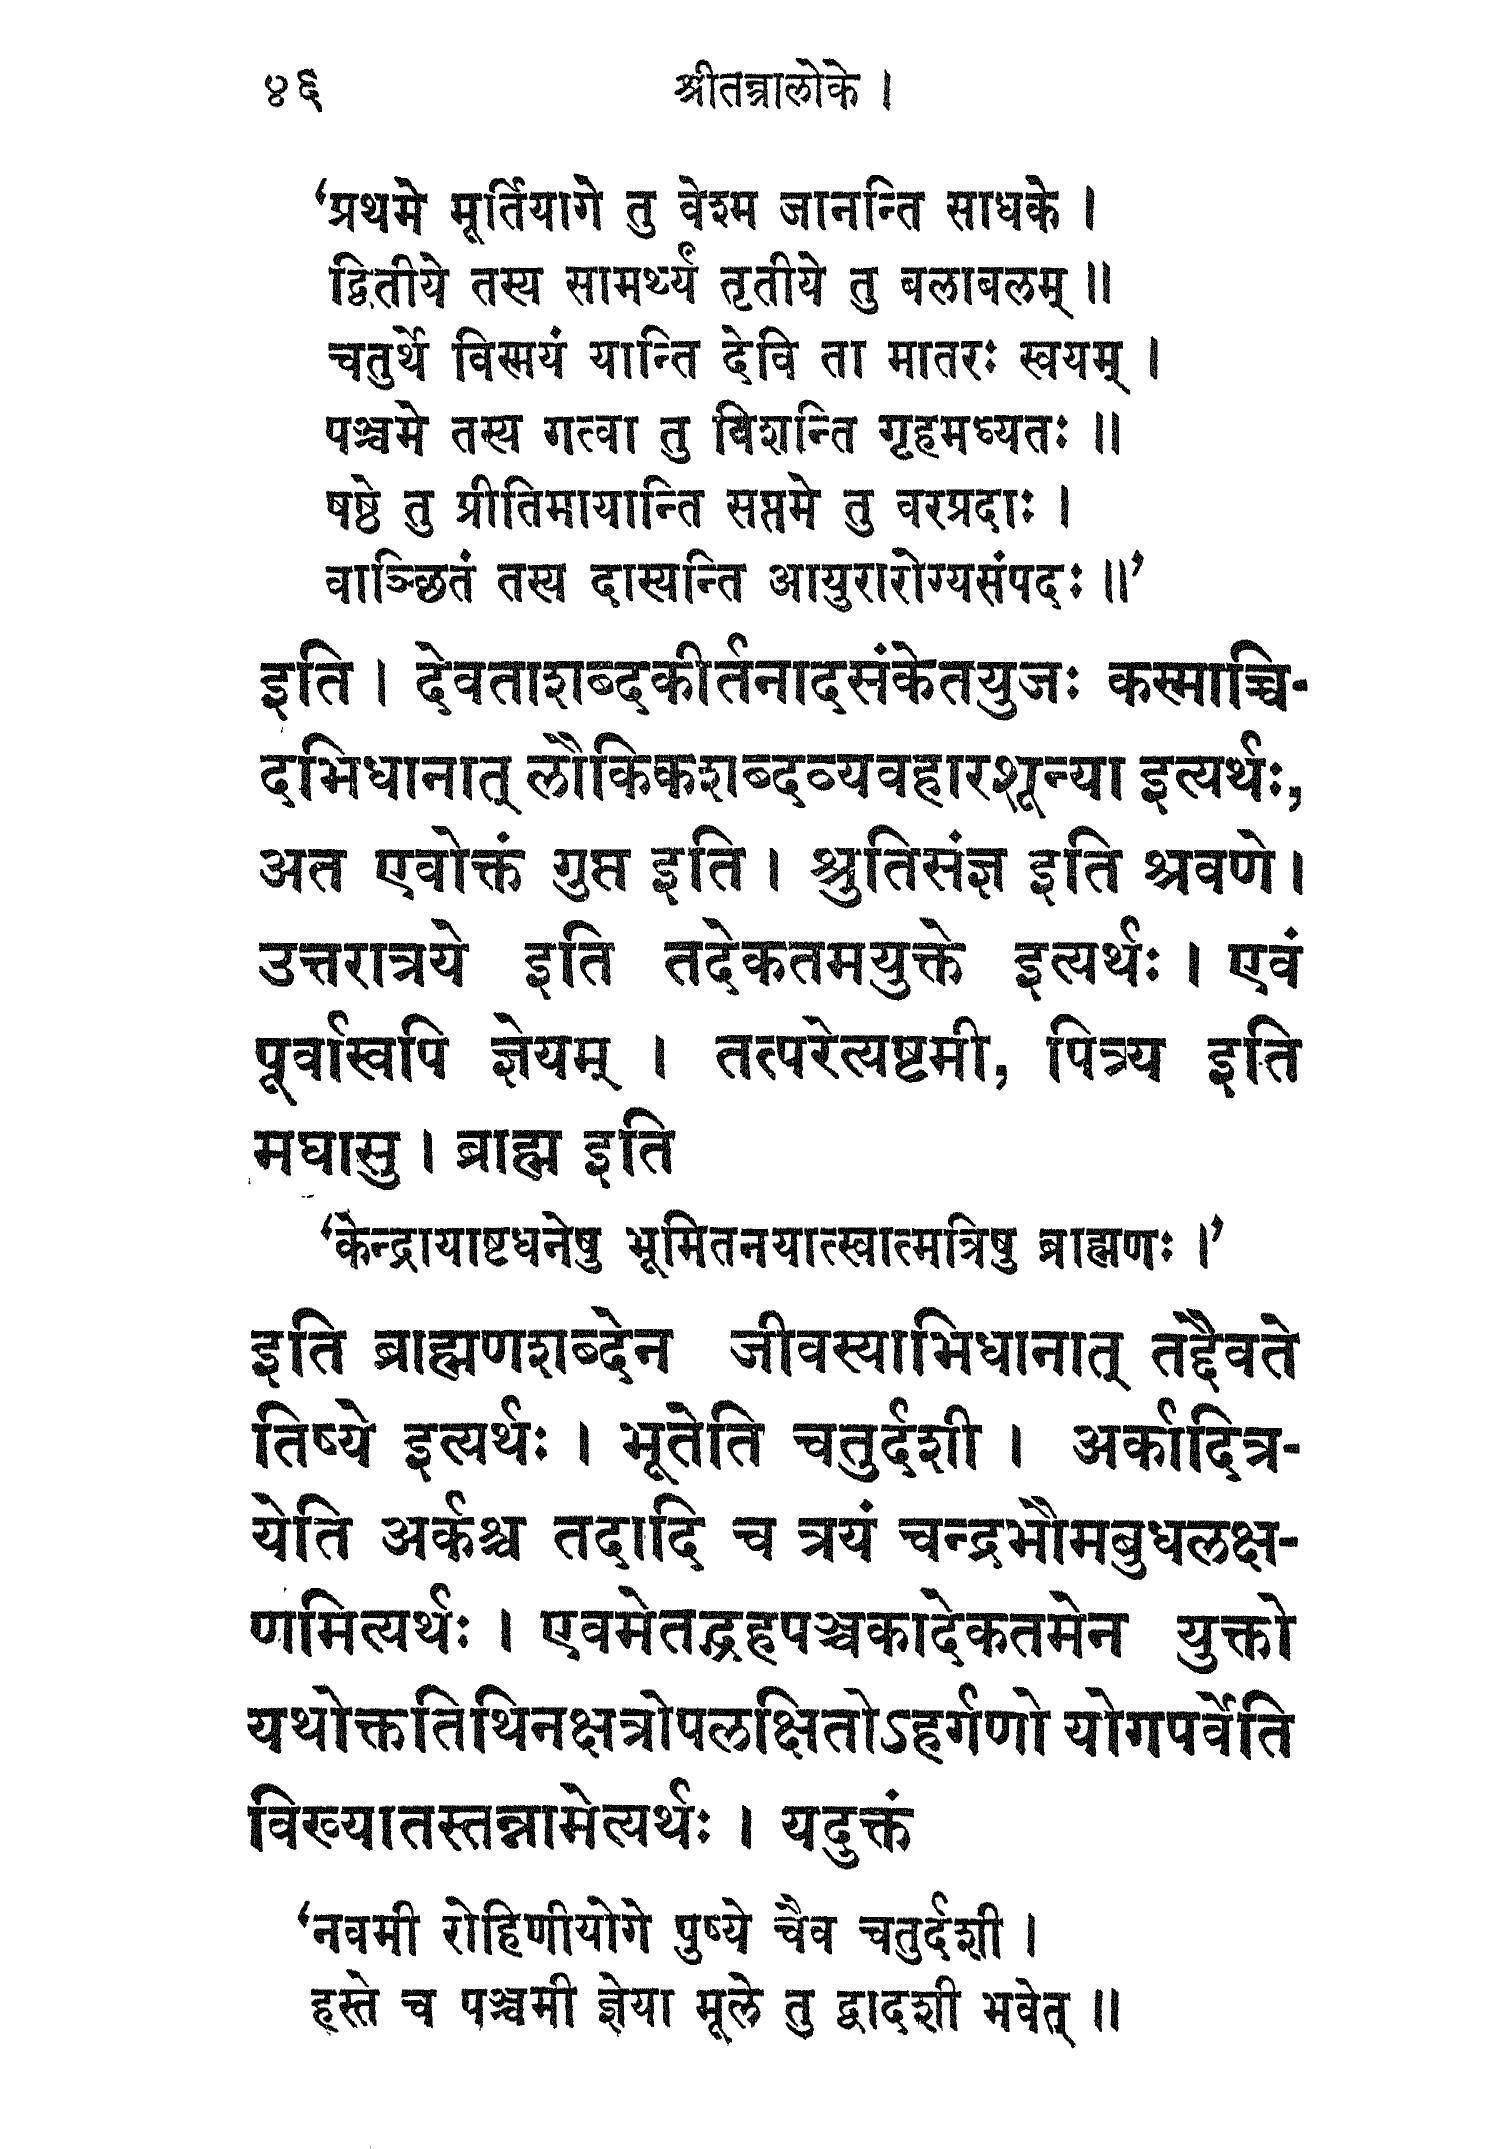 ४६ श्रीतन्त्रालोके ।
‘प्रथमे मूर्तियागे तु वेश्म जानन्ति साधके ।
द्वितीये तस्य सामर्थ्यं तृतीये तु बलाबलम् ॥
चतुर्थे विस्मयं यान्ति देवि ता मातरः स्वयम् ।
पञ्चमे तस्य गत्वा तु विशन्ति गृहमध्यतः ॥
षष्ठे तु प्रीतिमायान्ति सप्तमे तु वरप्रदाः ।
वाञ्छितं तस्य दास्यन्ति आयुरारोग्यसंपदः ॥’
इति । देवताशब्दकीर्तनादसंकेतयुजः कस्माच्चि-
दभिधानात् लौकिकशब्दव्यवहारशून्या इत्यर्थः,
अत एवोक्तं गुप्त इति । श्रुतिसंज्ञ इति श्रवणे ।
उत्तरात्रये इति तदेकतमयुक्ते इत्यर्थः । एवं
पूर्वास्वपि ज्ञेयम् । तत्परेत्यष्टमी, पित्र्य इति
मघासु । ब्राह्म इति
‘केन्द्रायाष्टधनेषु भूमितनयात्स्वात्मत्रिषु ब्राह्मणः ।’
इति ब्राह्मणशब्देन जीवस्याभिधानात् तद्दैवते
तिष्ये इत्यर्थः । भूतेति चतुर्दशी । अर्कादित्र-
येति अर्कश्च तदादि च त्रयं चन्द्रभौमबुधलक्ष-
णमित्यर्थः । एवमेतद्ग्रहपञ्चकादेकतमेन युक्तो
यथोक्ततिथिनक्षत्रोपलक्षितोऽहर्गणो योगपर्वेति
विख्यातस्तन्नामेत्यर्थः । यदुक्तं
‘नवमी रोहिणीयोगे पुष्ये चैव चतुर्दशी ।
हस्ते च पञ्चमी ज्ञेया मूले तु द्वादशी भवेत् ॥